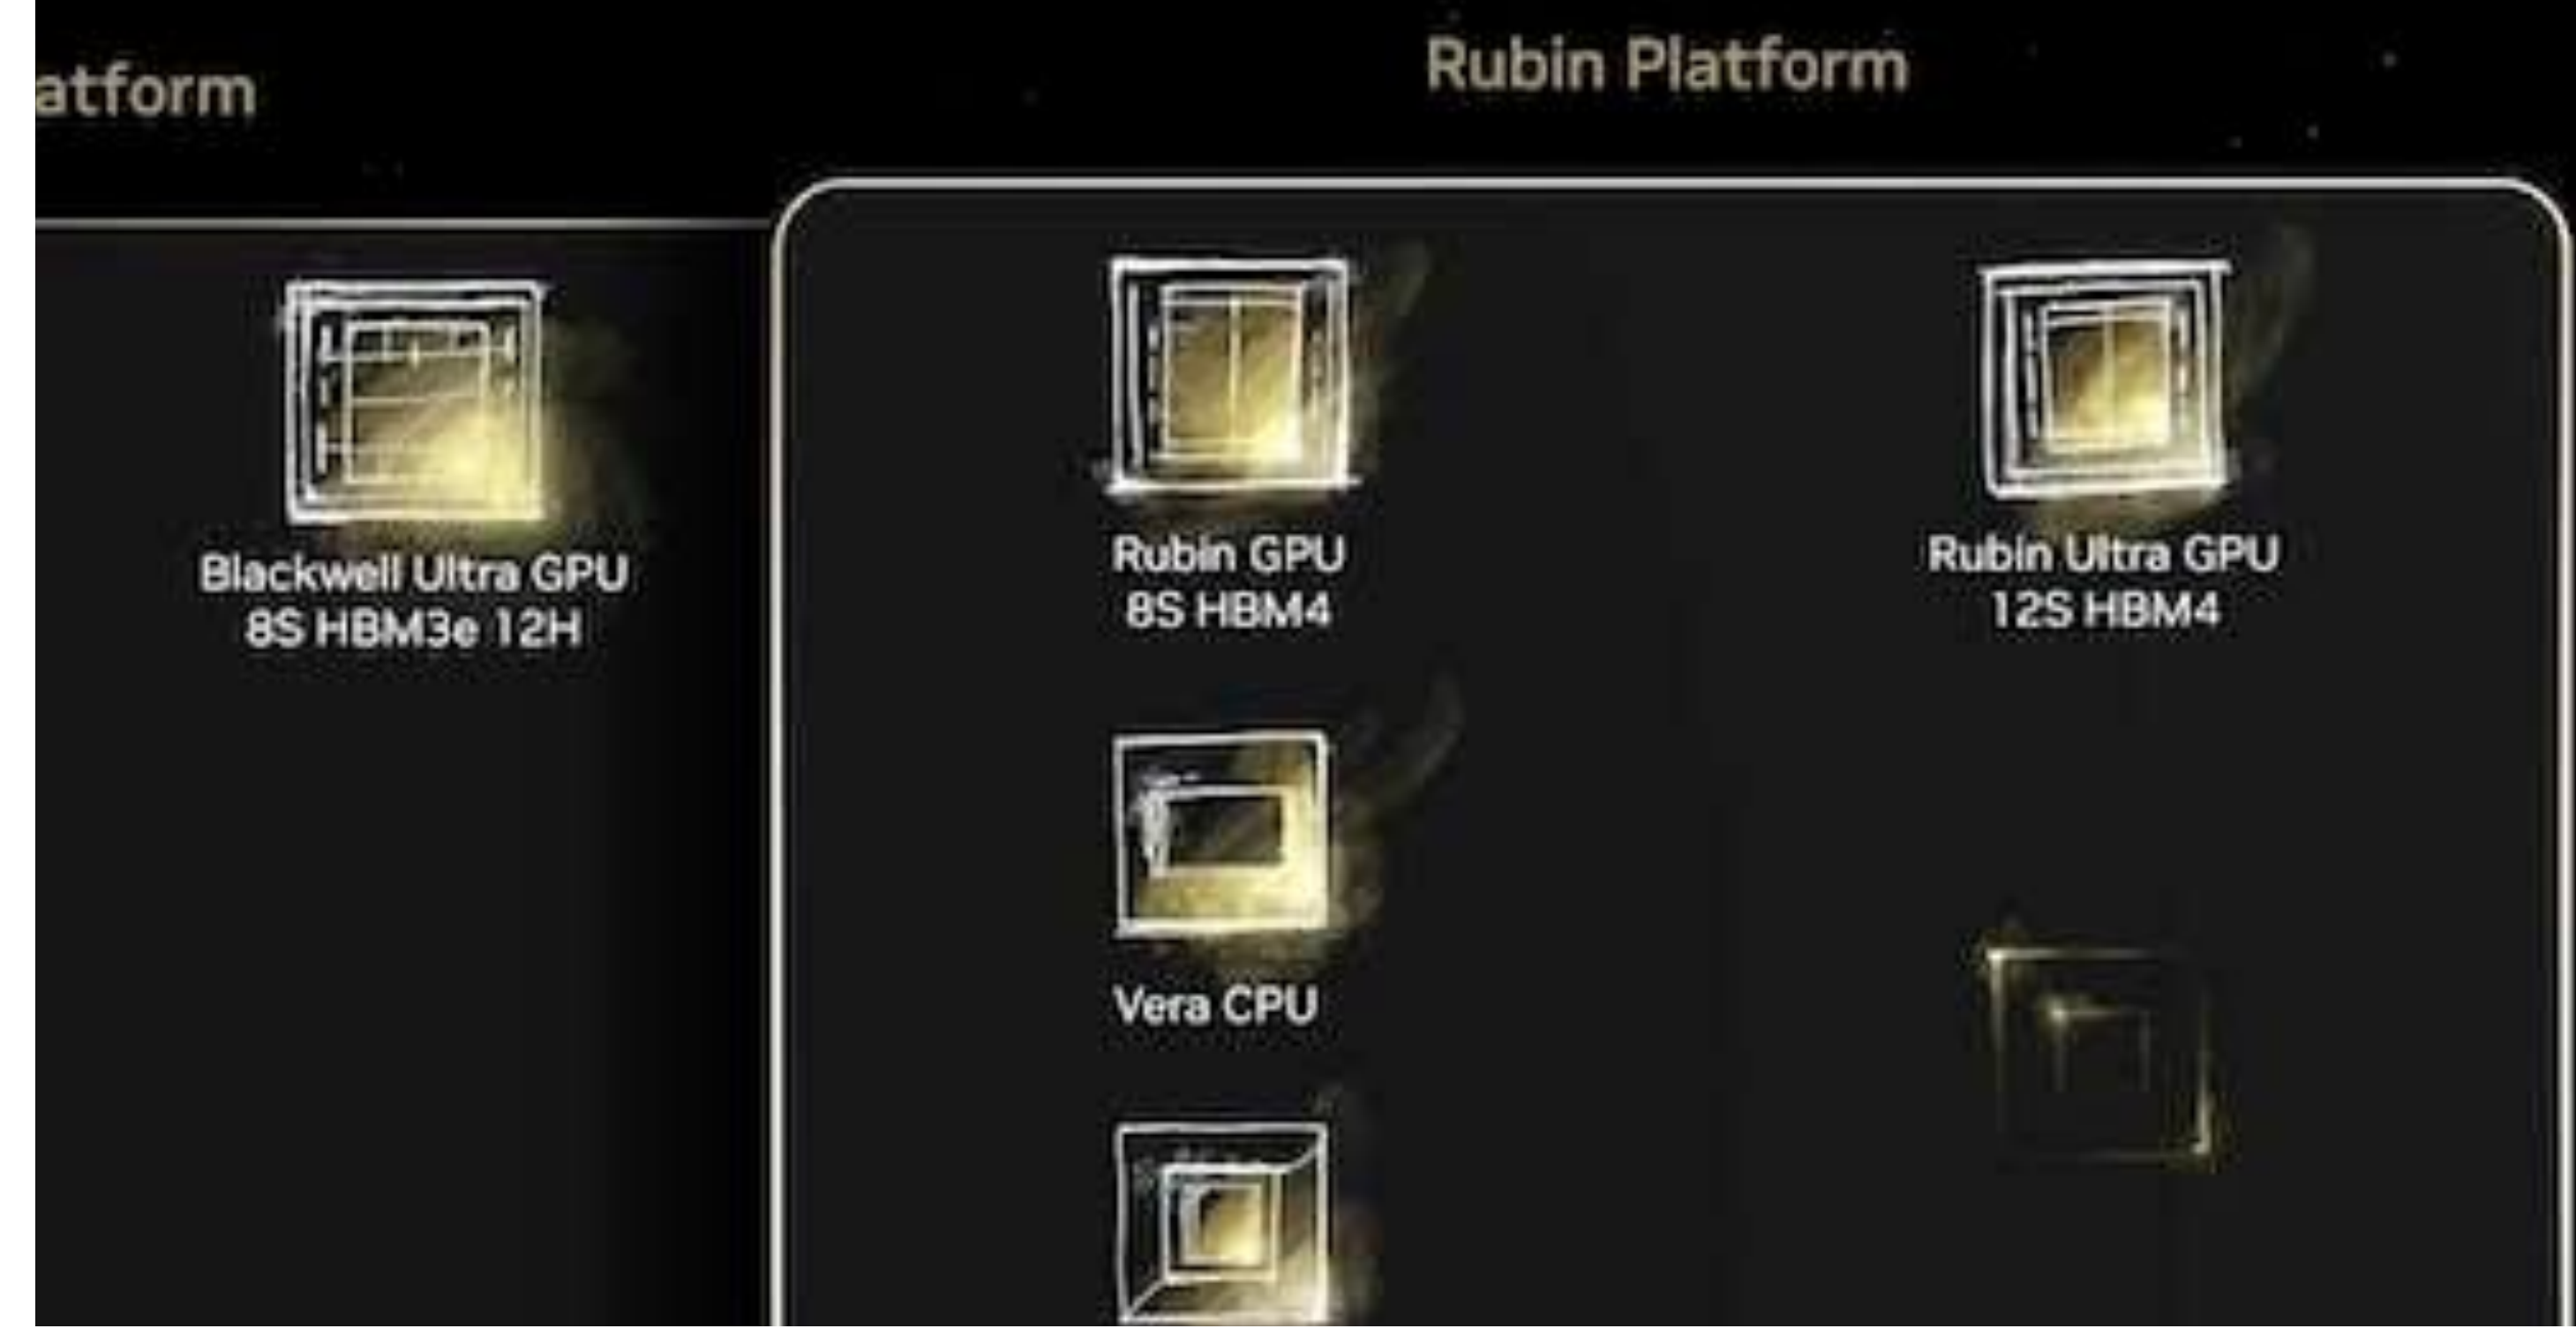 atform
Rubin Platform
Blackwell Ultra GPU
8S HBM3e 12H
Rubin GPU
8S HBM4
Rubin Ultra GPU
12S HBM4
Vera CPU